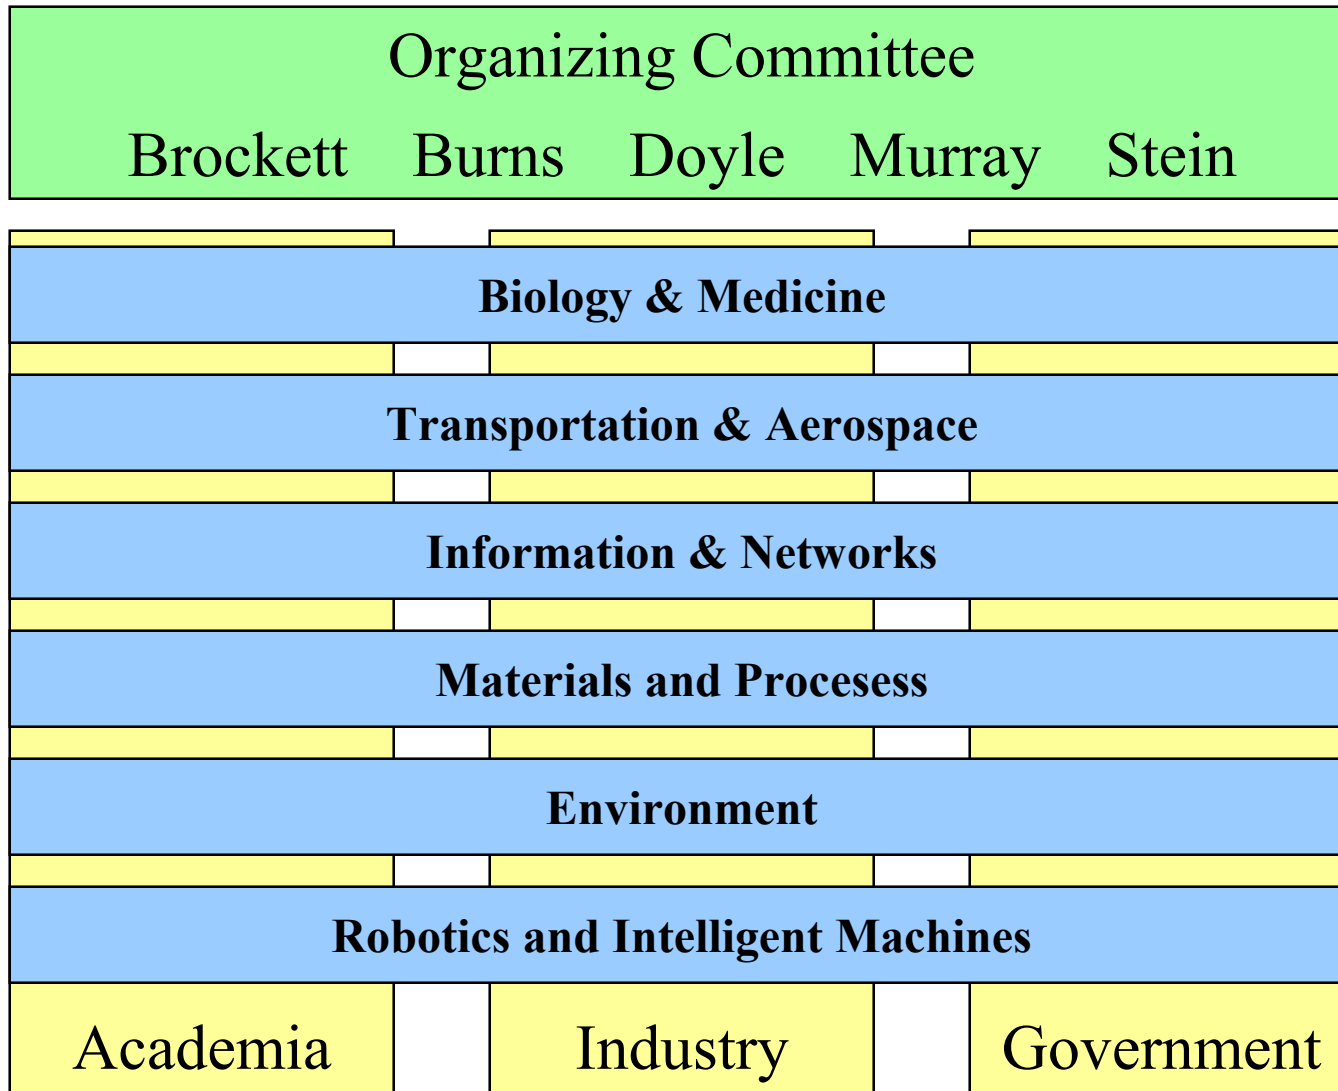 Organizing Committee
Brockett Burns Doyle Murray Stein
Biology & Medicine
Transportation & Aerospace
Information & Networks
Materials and Procesess
Environment
Robotics and Intelligent Machines
Academia Industry Government